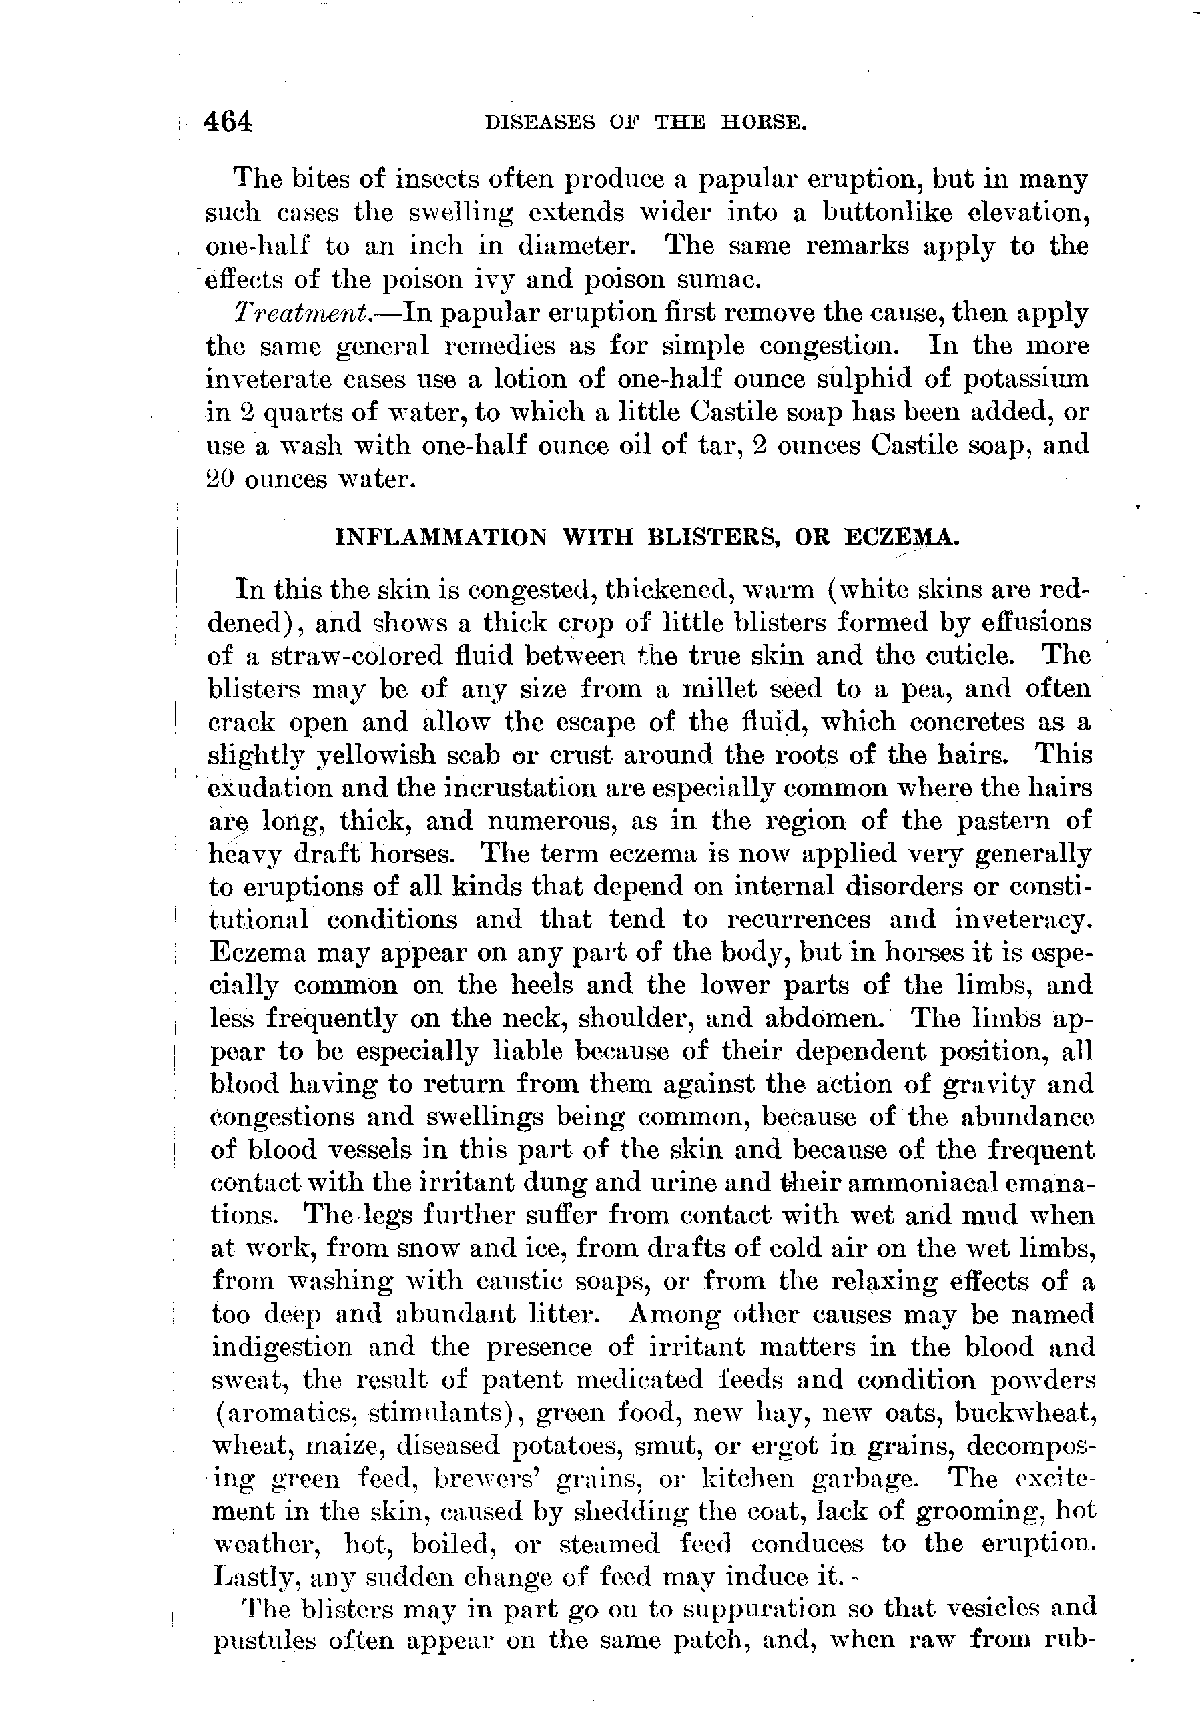 464 DISEASES OF THE HORSE.
The bites of insects often produce a papular eruption, but in many
such cases the swelling extends wider into a buttonlike elevation,
one-half to an inch in diameter. The same remarks apply to the
effects of the poison ivy and poison sumac.
Treatment.—In papular eruption first remove the cause, then apply
the same general remedies as for simple congestion. In the more
inveterate cases use a lotion of one-half ounce sulphid of potassium
in 2 quarts of water, to which a little Castile soap has been added, or
use a wash with one-half ounce oil of tar, 2 ounces Castile soap, and
20 ounces water.
INFLAMMATION WITH BLISTERS, OR ECZEMA.
In this the skin is congested, thickened, warm (white skins are red-
dened), and shows a thick crop of little blisters formed by effusions
of a straw-colored fluid between the true skin and the cuticle. The
blisters may be of any size from a millet seed to a pea, and often
crack open and allow the escape of the fluid, which concretes as a
slightly yellowish scab or crust around the roots of the hairs. This
exudation and the incrustation are especially common where the hairs
are long, thick, and numerous, as in the region of the pastern of
heavy draft horses. The term eczema is now applied very generally
to eruptions of all kinds that depend on internal disorders or consti-
tutional conditions and that tend to recurrences and inveteracy.
Eczema may appear on any part of the body, but in horses it is espe-
cially common on the heels and the lower parts of the limbs, and
less frequently on the neck, shoulder, and abdomen. The limbs ap-
pear to be especially liable because of their dependent position, all
blood having to return from them against the action of gravity and
congestions and swellings being common, because of the abundance
of blood vessels in this part of the skin and because of the frequent
contact with the irritant dung and urine and their ammoniacal emana-
tions. The legs further suffer from contact with wet and mud when
at work, from snow and ice, from drafts of cold air on the wet limbs,
from washing with caustic soaps, or from the relaxing effects of a
too deep and abundant litter. Among other causes may be named
indigestion and the presence of irritant matters in the blood and
sweat, the result of patent medicated feeds and condition powders
(aromatics, stimulants), green food, new hay, new oats, buckwheat,
wheat, maize, diseased potatoes, smut, or ergot in grains, decompos-
ing green feed, brewers' grains, or kitchen garbage. The excite-
ment in the skin, caused by shedding the coat, lack of grooming, hot
weather, hot, boiled, or steamed feed conduces to the eruption.
Lastly, any sudden change of feed may induce it.
The blisters may in part go on to suppuration so that vesicles and
pustules often appear on the same patch, and, when raw from rub-